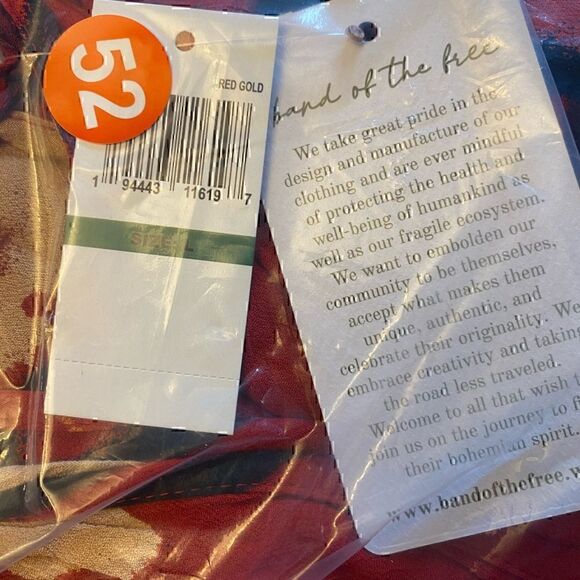 52
RED GOLD
1 94443 11619 7
SIZE: L
band of the free
We take great pride in the
design and manufacture of our
clothing and are ever mindful
of protecting the health and
well-being of humankind as
well as our fragile ecosystem.
We want to embolden our
community to be themselves,
accept what makes them
unique, authentic, and
celebrate their originality. We
embrace creativity and taking
the road less traveled.
Welcome to all that wish
join us on the journey to
their bohemian spirit.
www.bandofthefree.